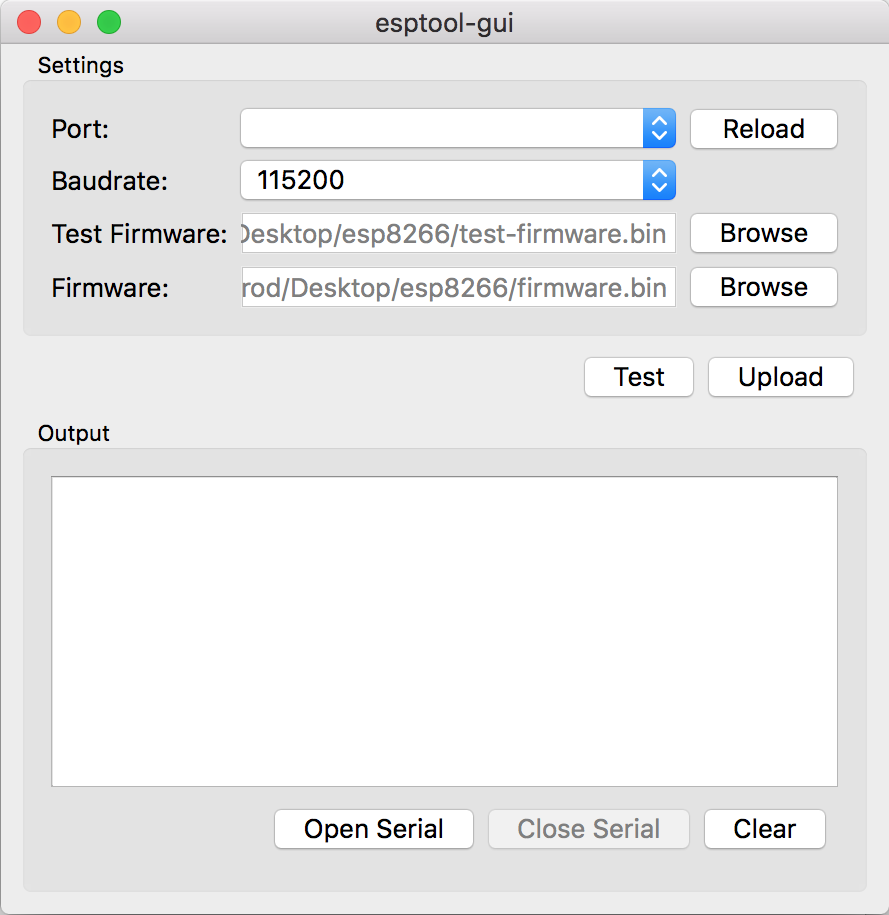 esptool-gui
Settings
Port: Reload
Baudrate: 115200
Test Firmware: Desktop/esp8266/test-firmware.bin Browse
Firmware: rod/Desktop/esp8266/firmware.bin Browse
Test Upload
Output
Open Serial Close Serial Clear